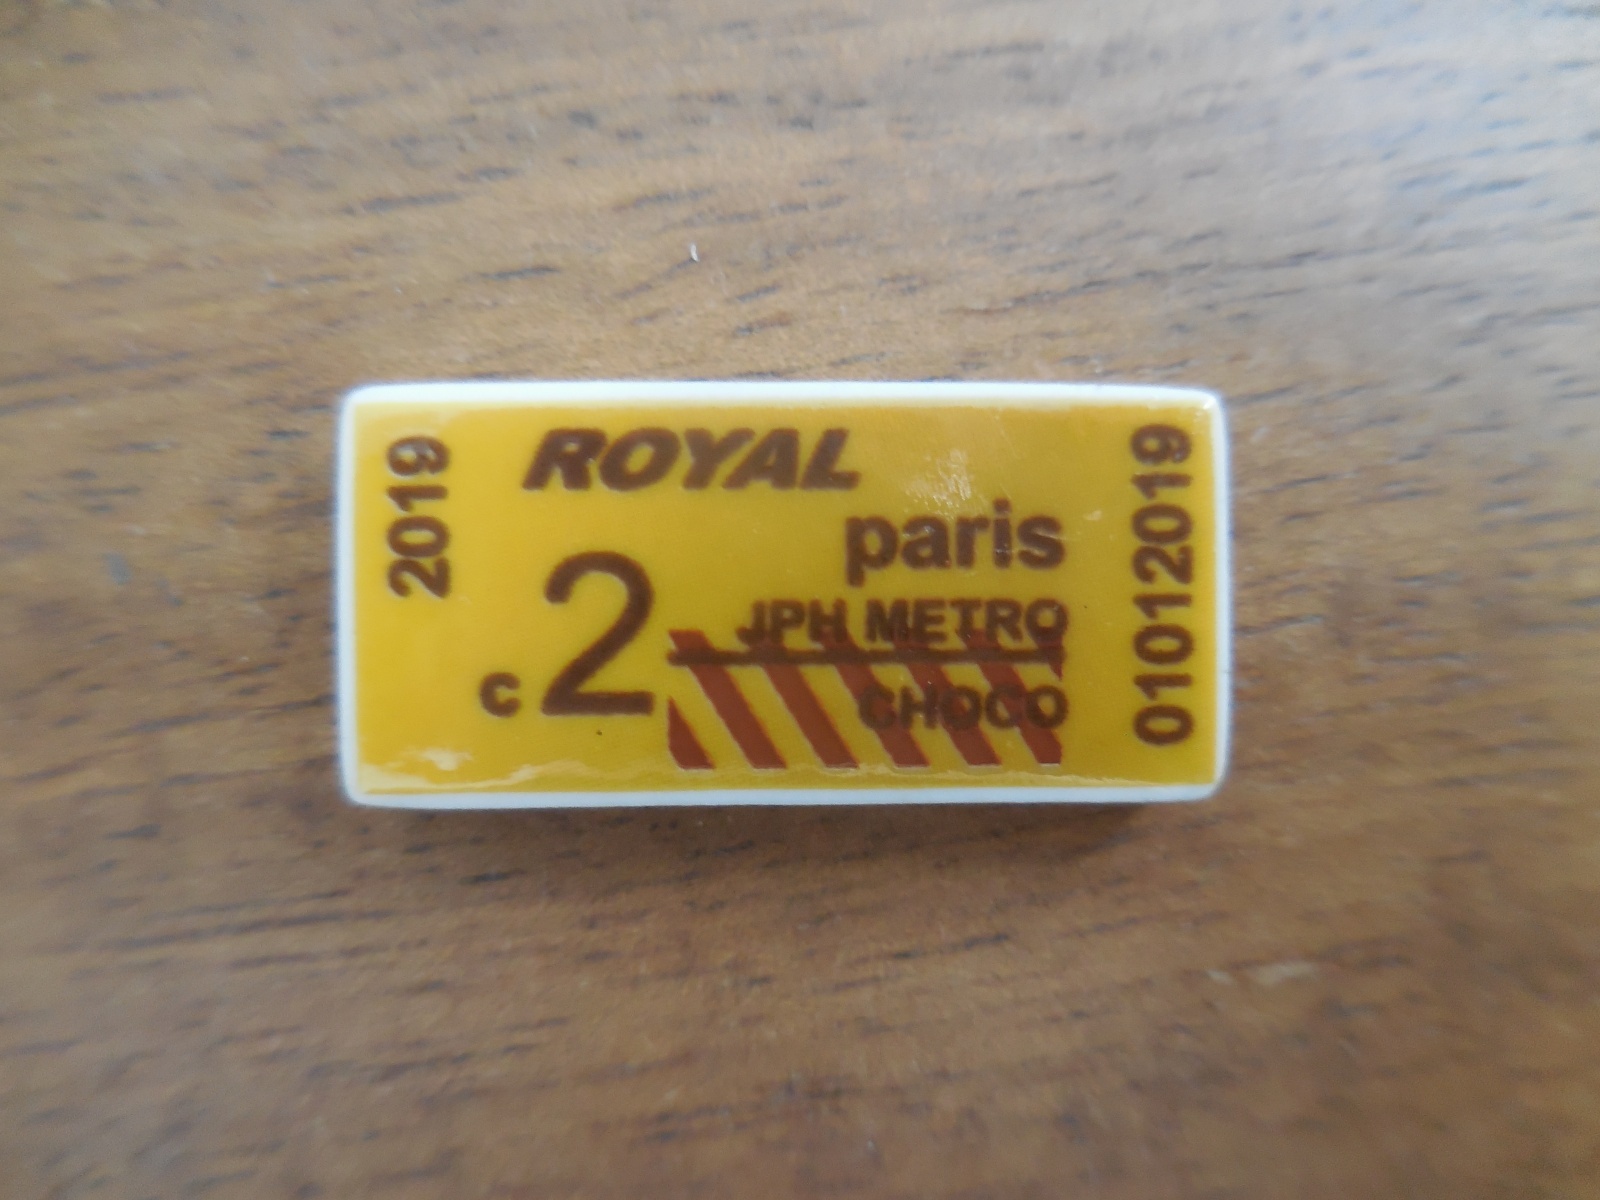 2019
ROYAL
paris
c 2
JPH METRO
CHOCO
01012019